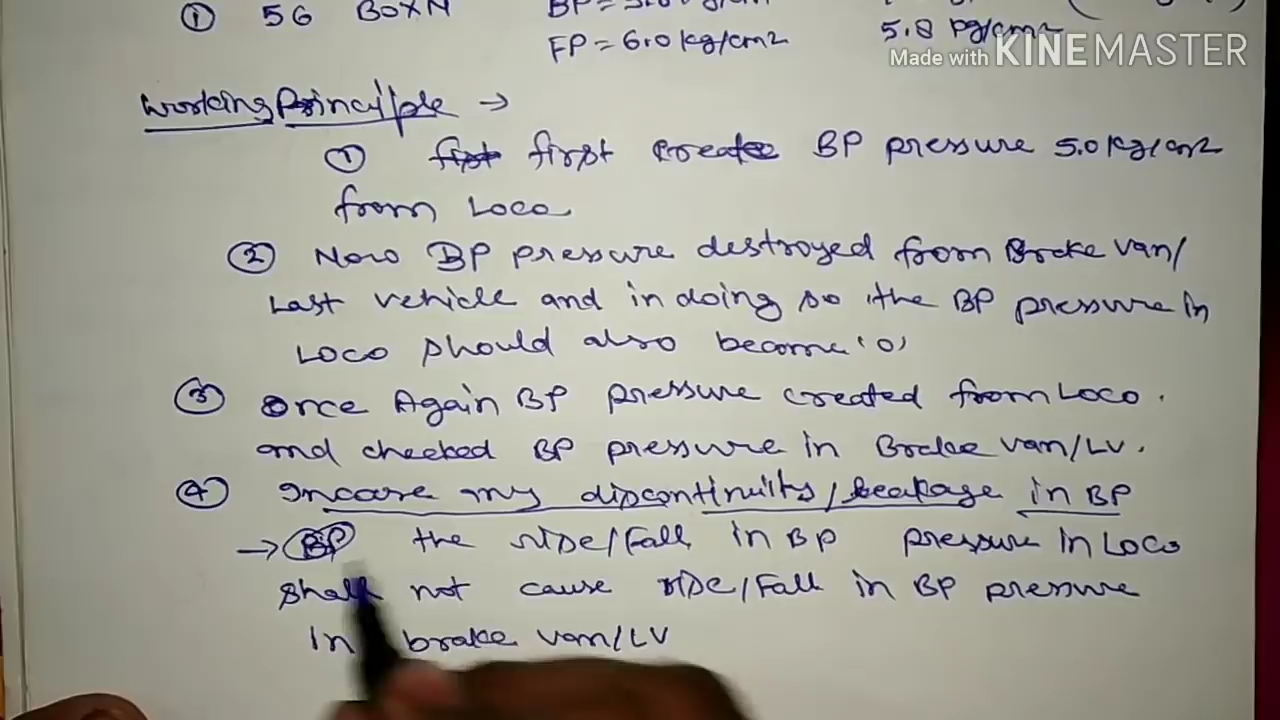 ① 56 BOXN
FP = 6.0 kg/cm2 5.8
Made with KINEMASTER
Working Principle →
① first create BP pressure 5.0 kg/cm2
from Loco
② Now BP pressure destroyed from Brake Van/
Last vehicle and in doing so the BP pressure in
Loco should also become '0'
③ Once Again BP pressure created from Loco.
and checked BP pressure in Brake van/LV.
④ Incase any discontinuity/leakage in BP
→ BP the rise/Fall in BP pressure in Loco
shall not cause rise/Fall in BP pressure
In brake van/LV